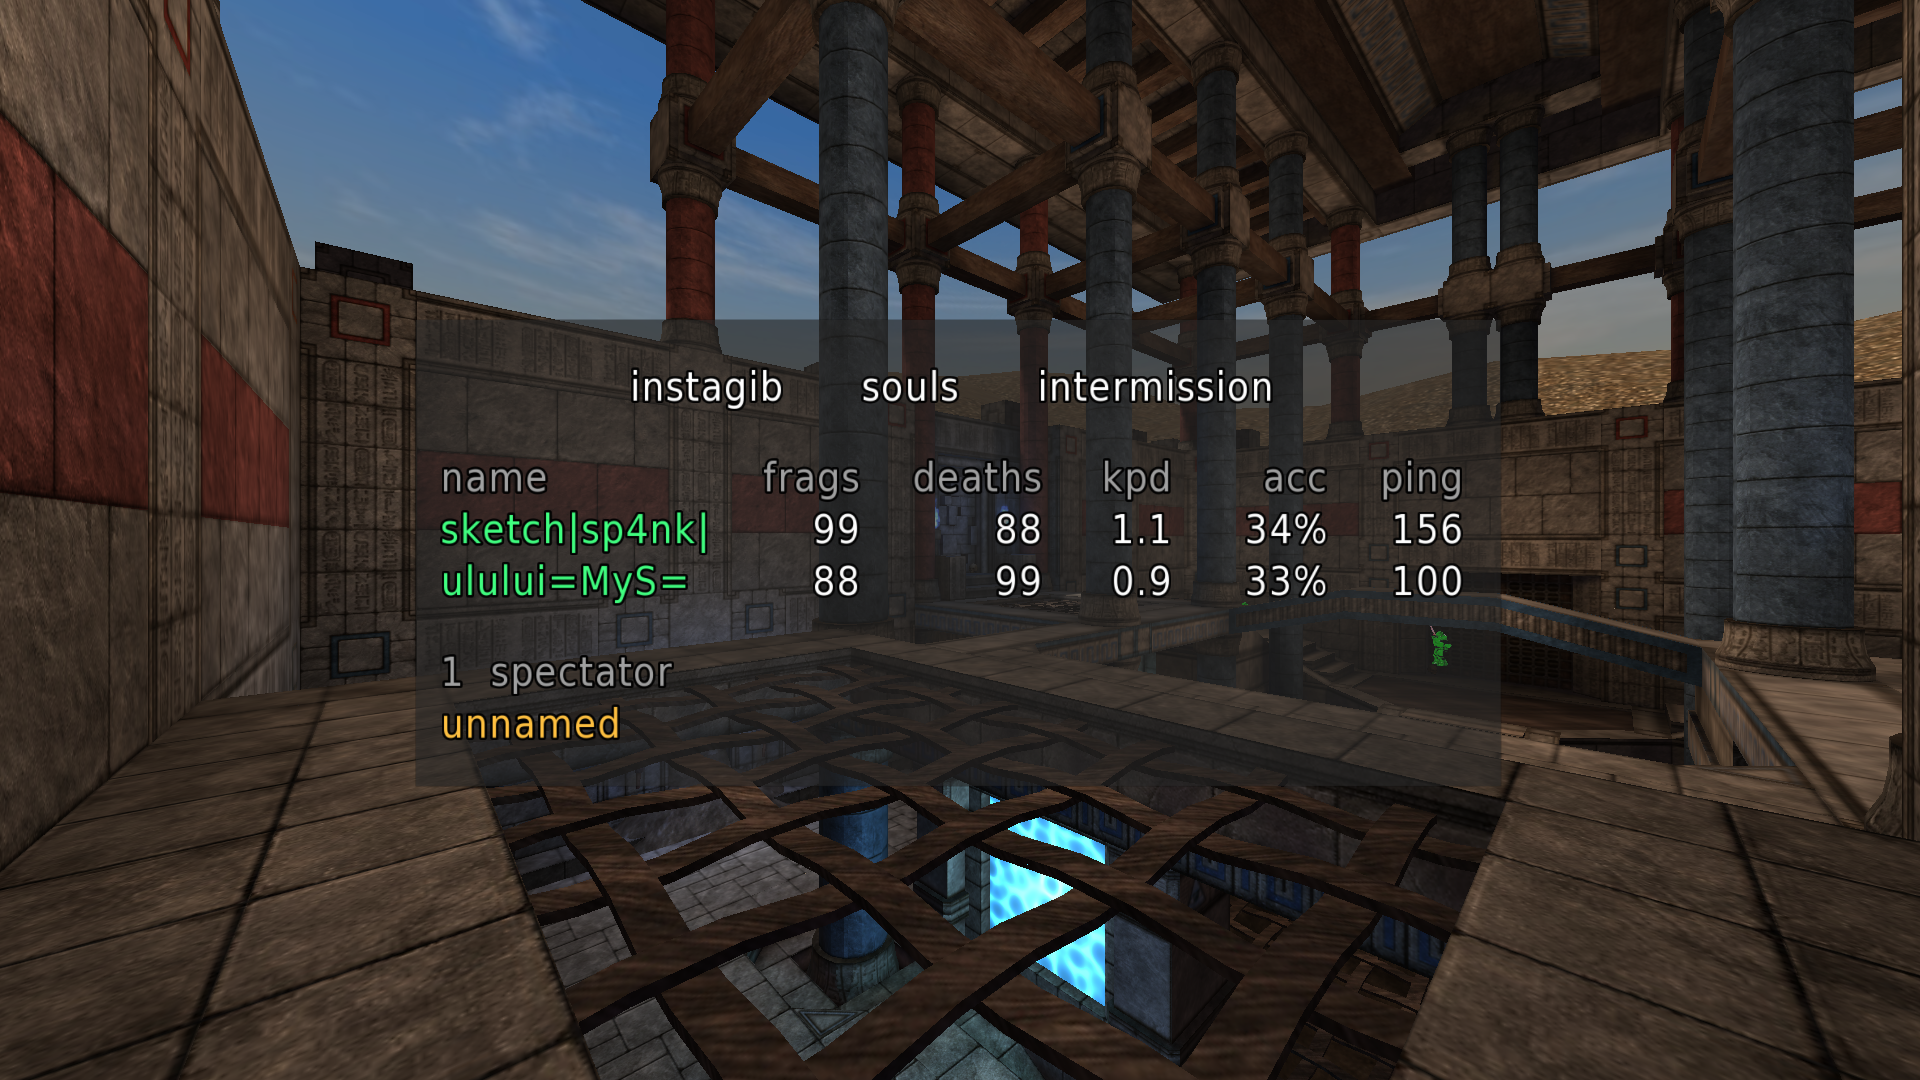 instagib souls intermission
name frags deaths kpd acc ping
sketch|sp4nk| 99 88 1.1 34% 156
ulului=MyS= 88 99 0.9 33% 100
1 spectator
unnamed